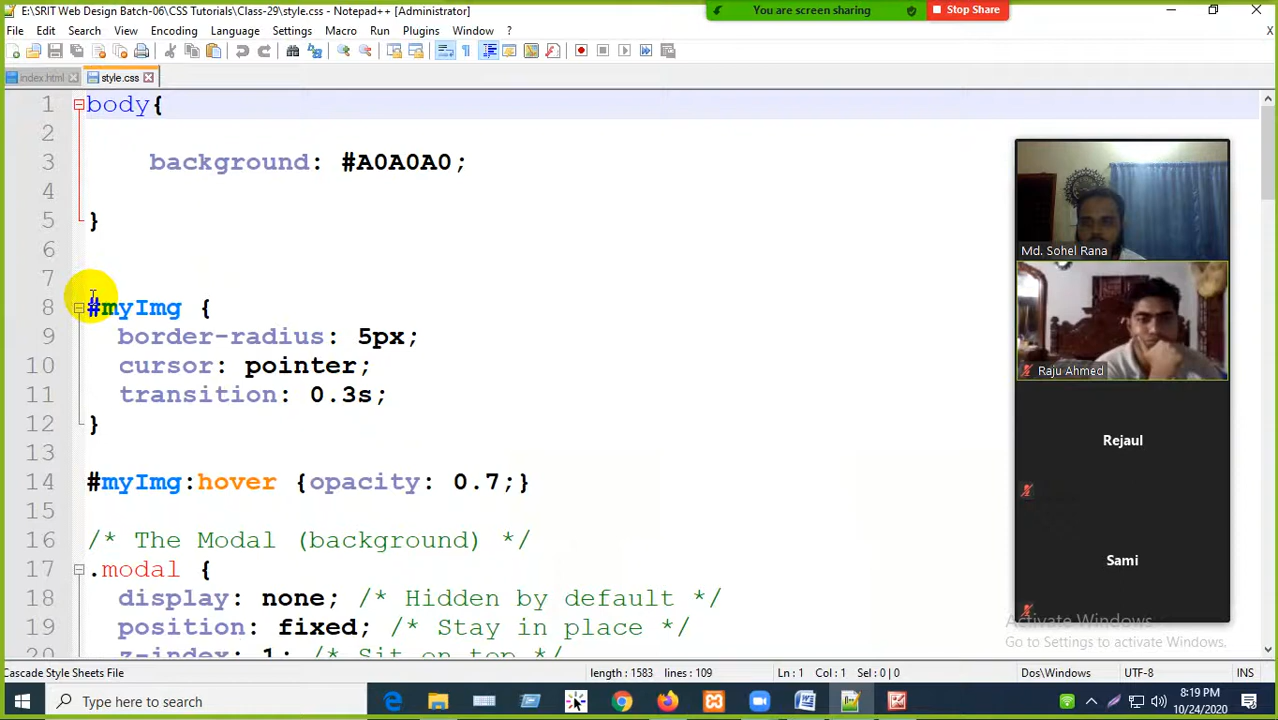 E:\SRIT Web Design Batch-06\CSS Tutorials\Class-29\style.css - Notepad++ [Administrator]
You are screen sharing
Stop Share
File Edit Search View Encoding Language Settings Macro Run Plugins Window ? X
index.html
style.css
1 body{
2
3 background: #A0A0A0;
4
5 }
6
7
8 #myImg {
9 border-radius: 5px;
10 cursor: pointer;
11 transition: 0.3s;
12 }
13
14 #myImg:hover {opacity: 0.7;}
15
16 /* The Modal (background) */
17 .modal {
18 display: none; /* Hidden by default */
19 position: fixed; /* Stay in place */
20 z-index: 1; /* Sit on top */
Md. Sohel Rana
Raju Ahmed
Rejaul
Sami
Activate Windows
Go to Settings to activate Windows.
Cascade Style Sheets File
length : 1583 lines : 109
Ln : 1 Col : 1 Sel : 0 | 0
Dos\Windows
UTF-8
INS
Type here to search
8:19 PM
10/24/2020